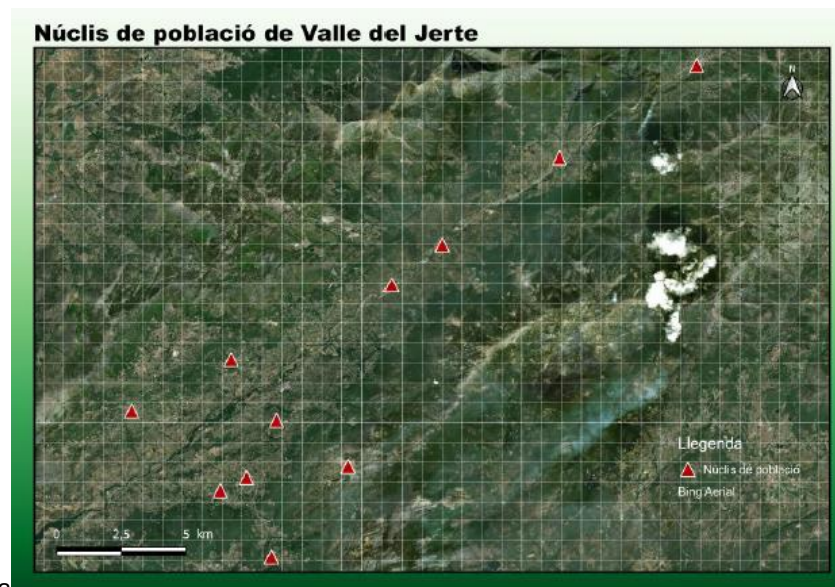 Núclis de població de Valle del Jerte
N
Llegenda
Núclis de població
Bing Aerial
0 2,5 5 km